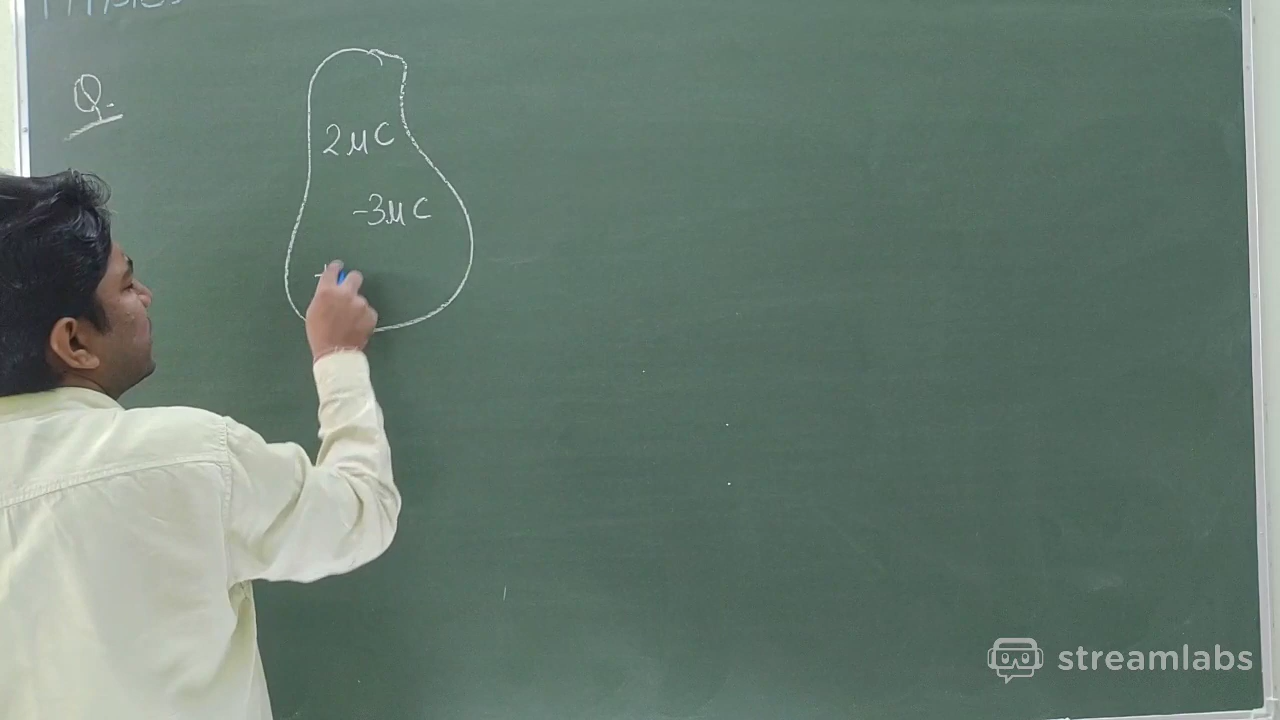 Q.
2μC
-3μC
+
streamlabs